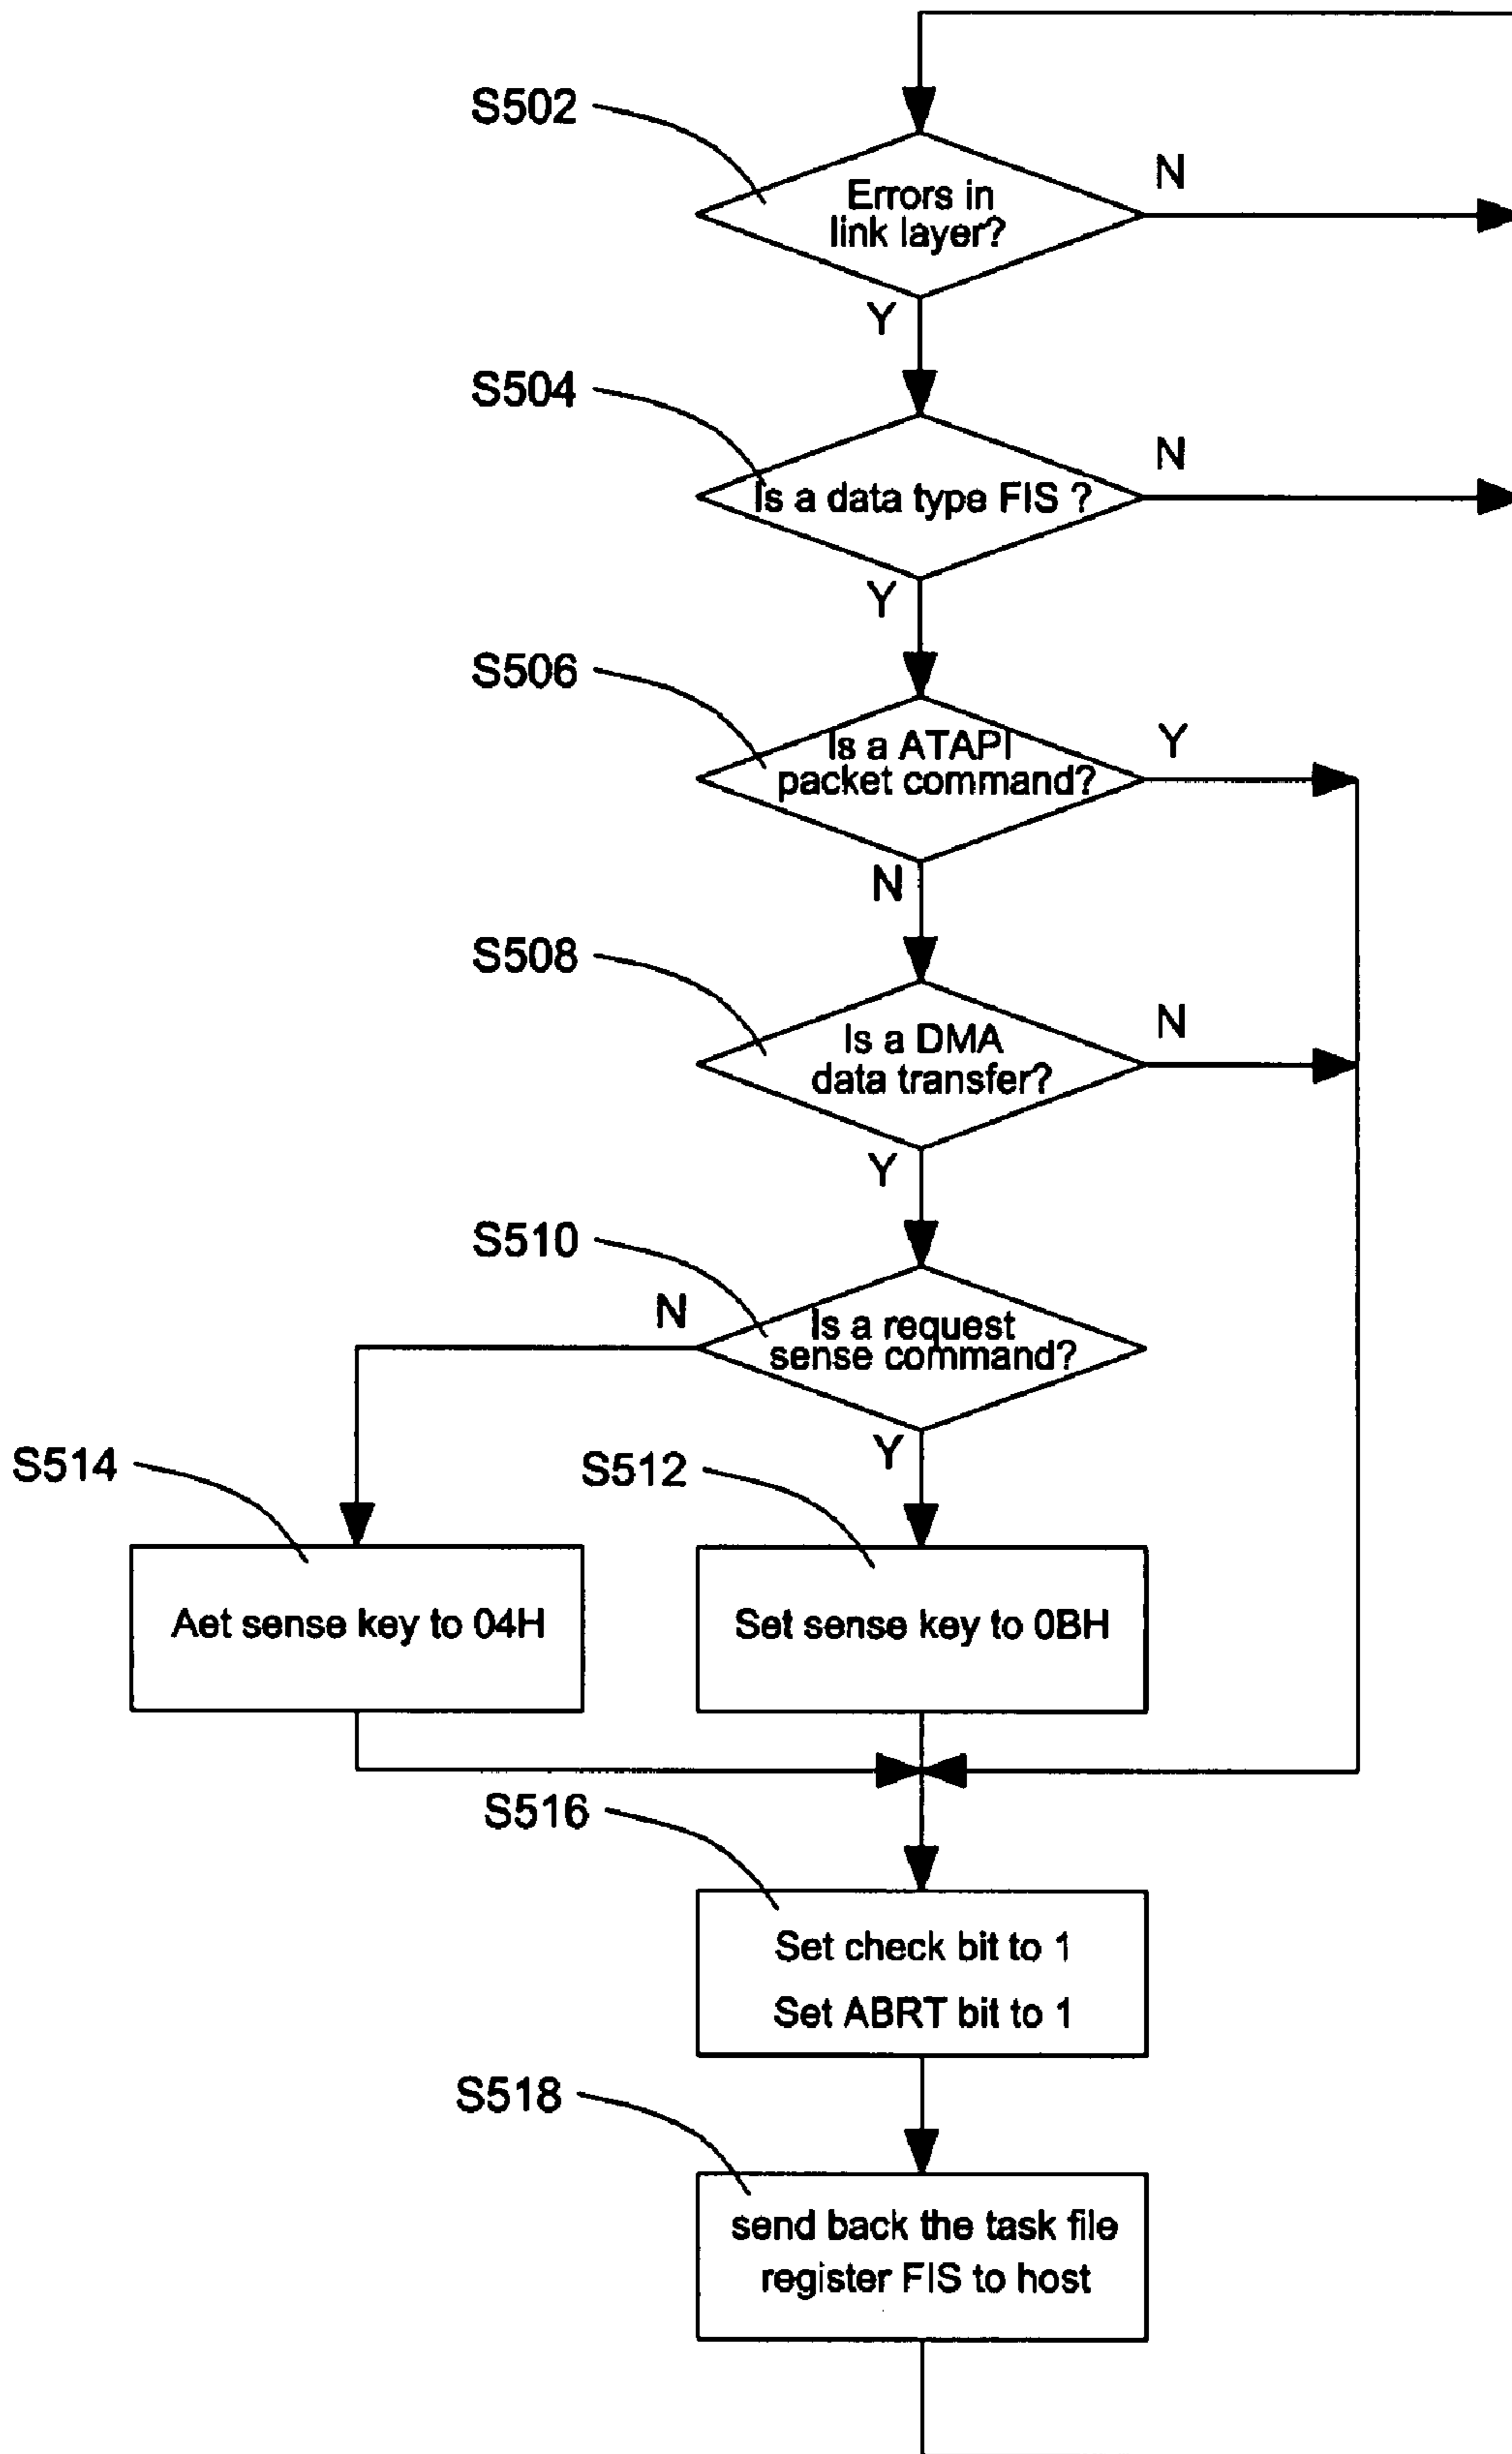 S502
Errors in
link layer?
N
Y
S504
Is a data type FIS ?
N
Y
S506
Is a ATAPI
packet command?
Y
N
S508
Is a DMA
data transfer?
N
Y
S510
Is a request
sense command?
N
Y
S514
Aet sense key to 04H
S512
Set sense key to 0BH
S516
Set check bit to 1
Set ABRT bit to 1
S518
send back the task file
register FIS to host